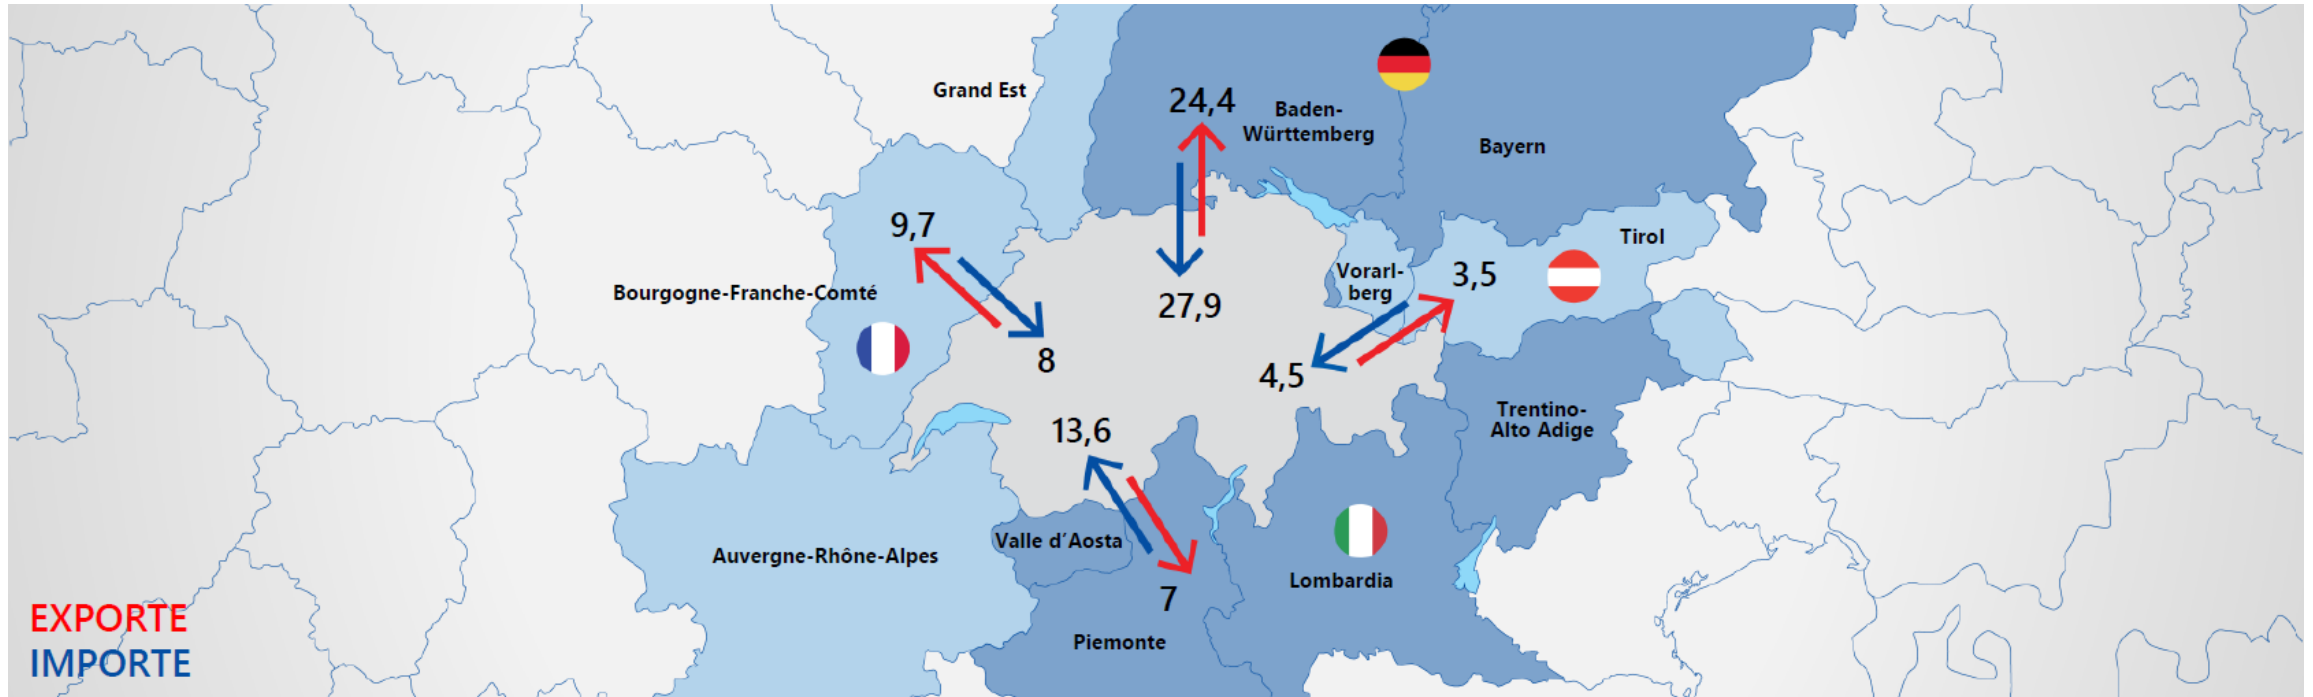 Grand Est
24,4
Baden-
Württemberg
Bayern
9,7
Tirol
Vorarl-
berg
3,5
Bourgogne-Franche-Comté
27,9
8
4,5
Trentino-
Alto Adige
13,6
Valle d'Aosta
Auvergne-Rhône-Alpes
Lombardia
7
Piemonte
EXPORTE
IMPORTE